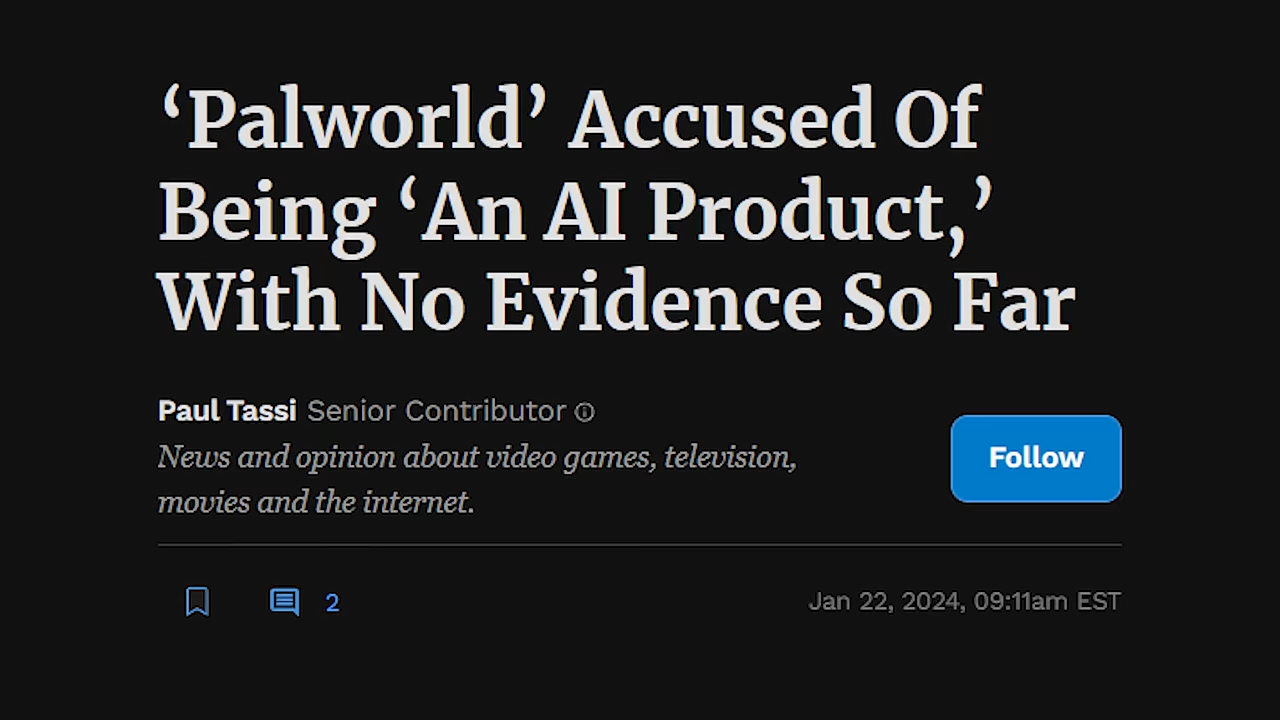 ‘Palworld’ Accused Of
Being ‘An AI Product,’
With No Evidence So Far
Paul Tassi Senior Contributor
News and opinion about video games, television,
movies and the internet.
Follow
2
Jan 22, 2024, 09:11am EST